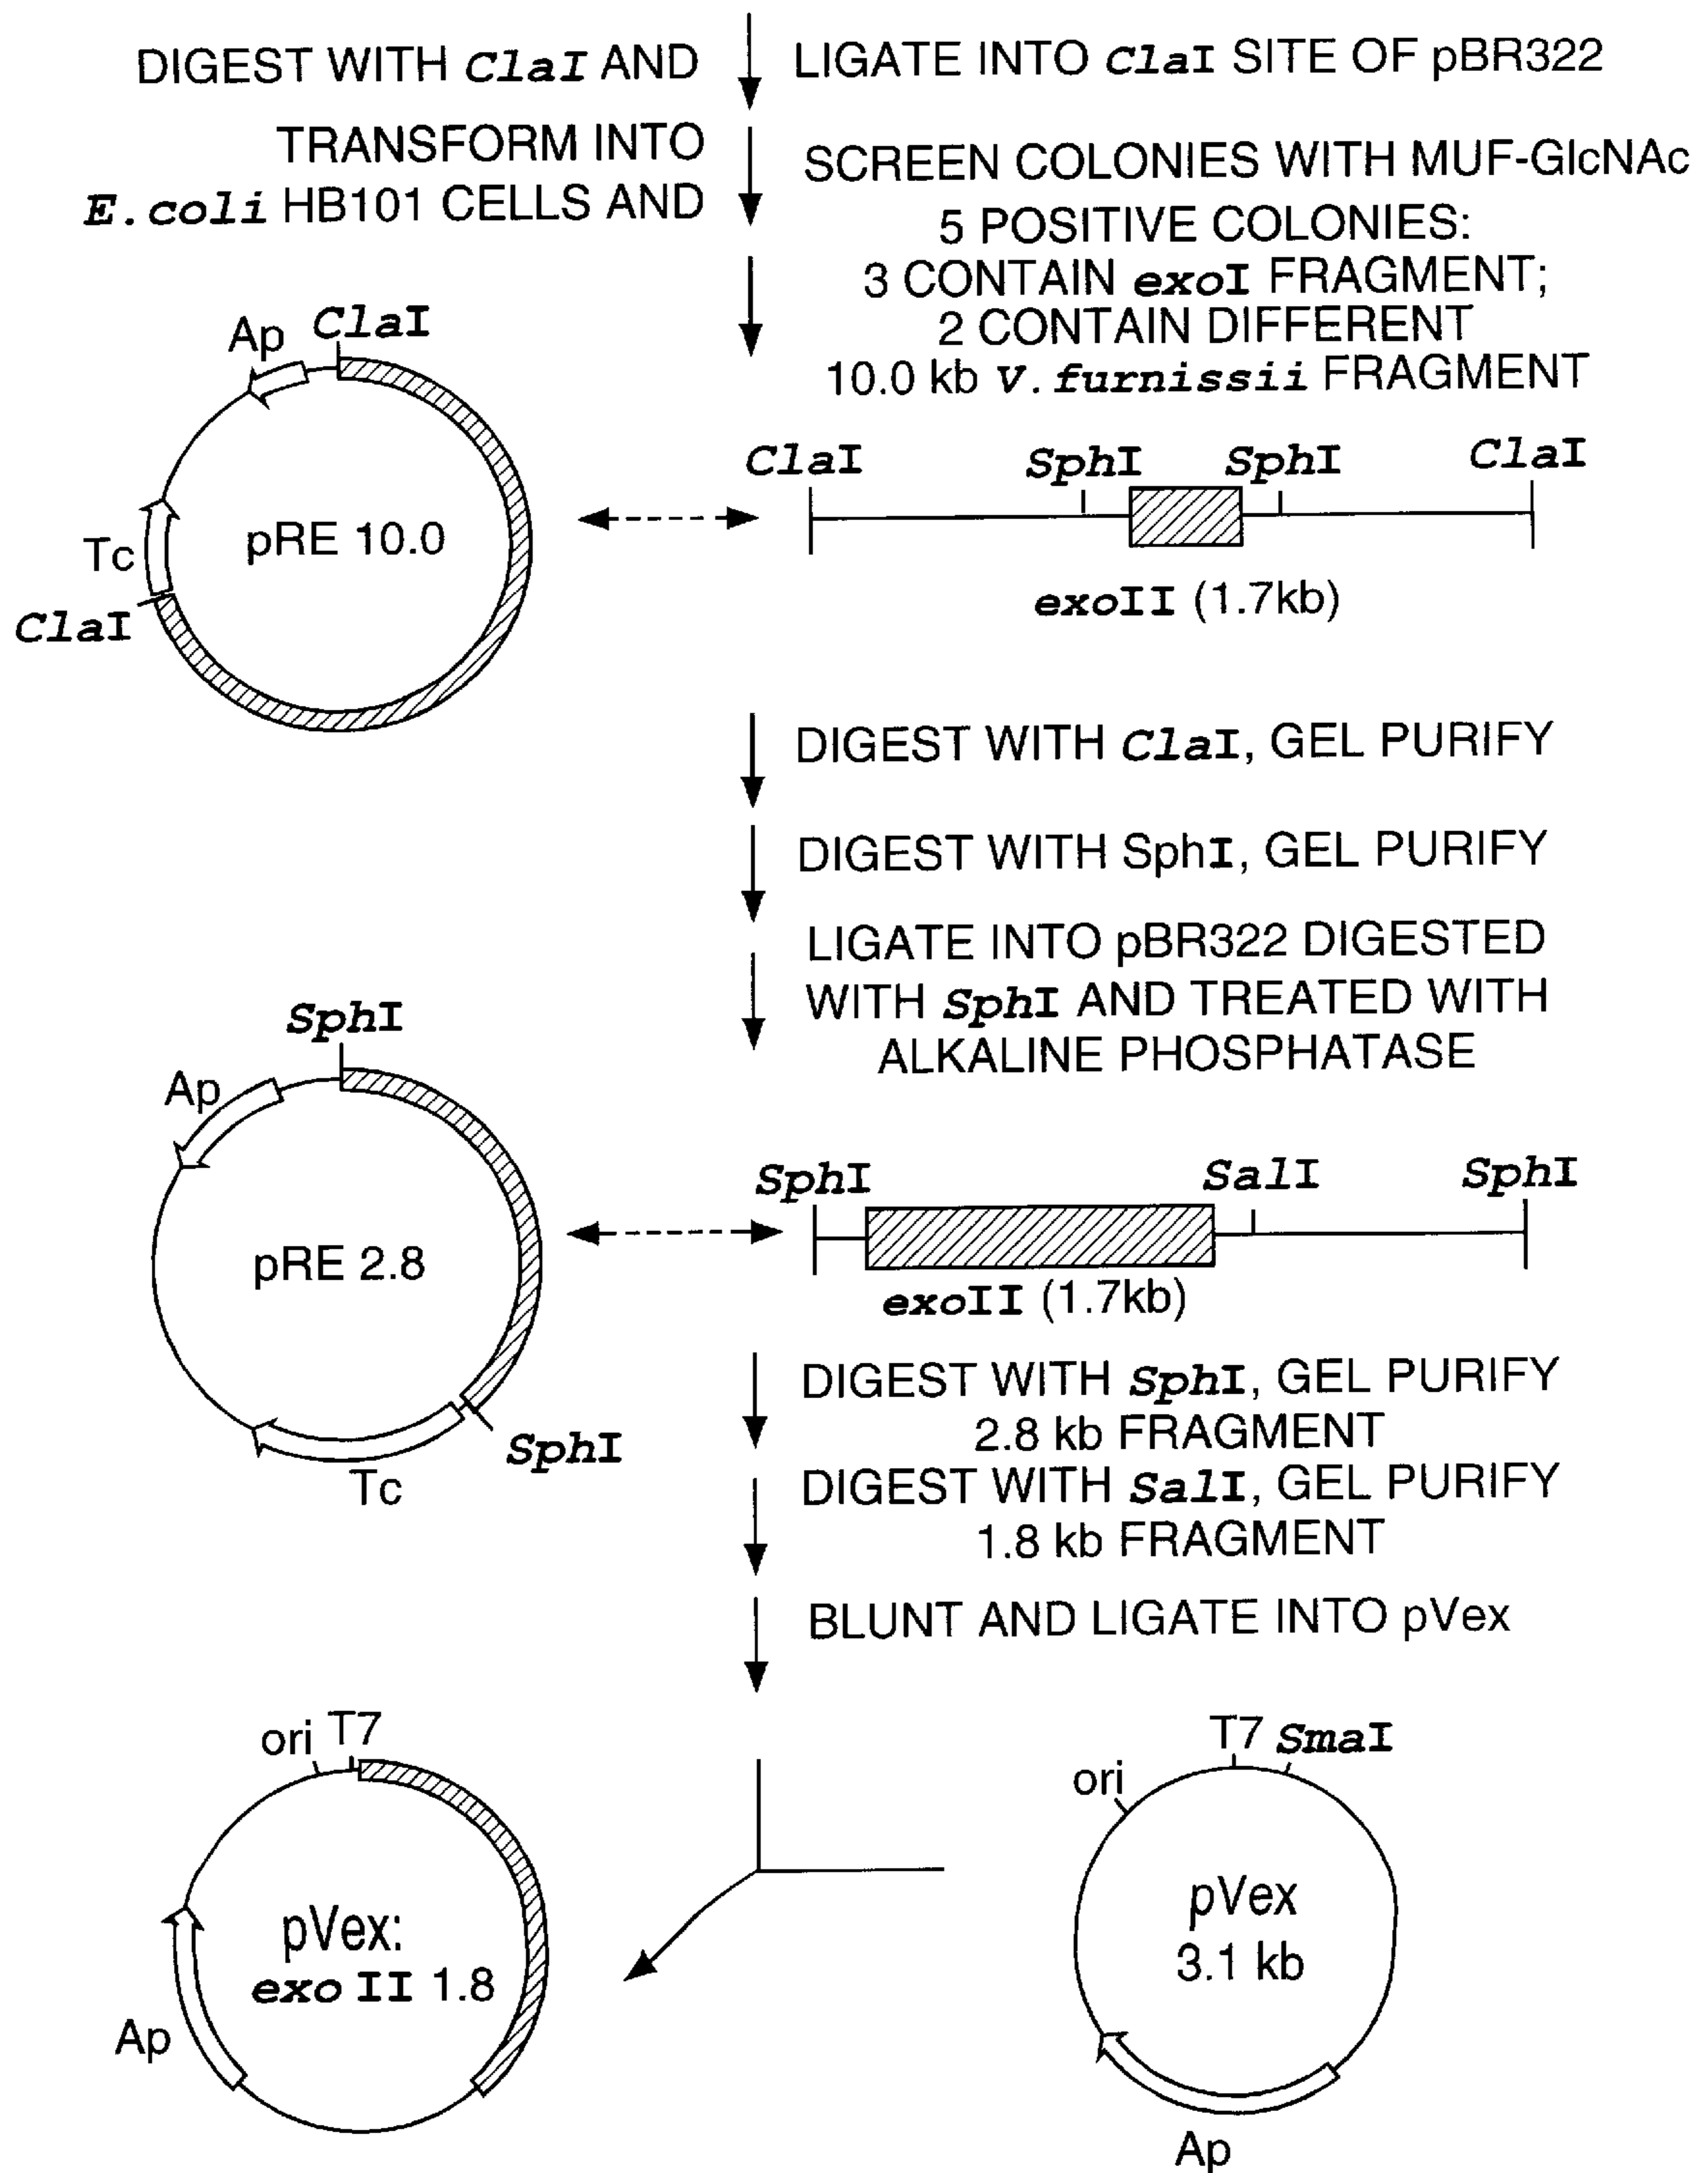 DIGEST WITH ClaI AND
LIGATE INTO ClaI SITE OF pBR322
TRANSFORM INTO
E.coli HB101 CELLS AND
SCREEN COLONIES WITH MUF-GlcNAc
5 POSITIVE COLONIES:
3 CONTAIN exoI FRAGMENT;
2 CONTAIN DIFFERENT
10.0 kb V.furnissii FRAGMENT
Ap
ClaI
pRE 10.0
Tc
ClaI
ClaI
SphI
SphI
ClaI
exoII (1.7kb)
DIGEST WITH ClaI, GEL PURIFY
DIGEST WITH SphI, GEL PURIFY
LIGATE INTO pBR322 DIGESTED
WITH SphI AND TREATED WITH
ALKALINE PHOSPHATASE
SphI
Ap
pRE 2.8
SphI
Tc
SphI
SalI
SphI
exoII (1.7kb)
DIGEST WITH SphI, GEL PURIFY
2.8 kb FRAGMENT
DIGEST WITH SalI, GEL PURIFY
1.8 kb FRAGMENT
BLUNT AND LIGATE INTO pVex
ori T7
pVex:
exo II 1.8
Ap
T7 SmaI
ori
pVex
3.1 kb
Ap